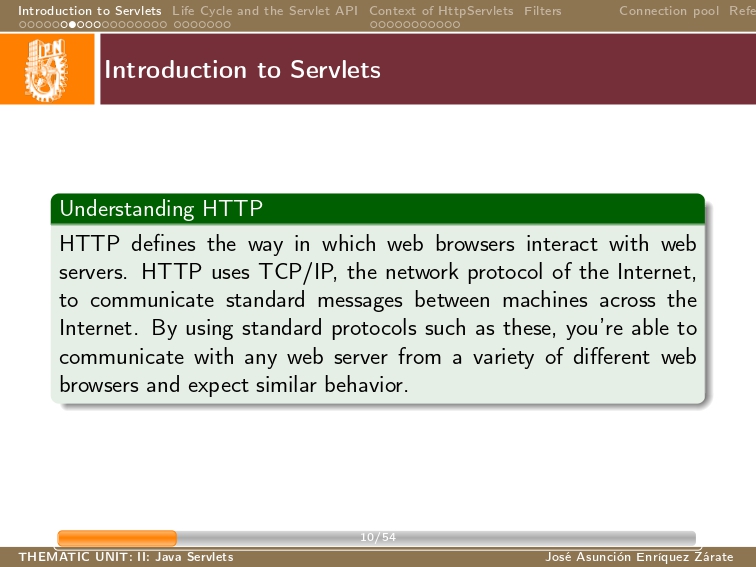 Introduction to Servlets Life Cycle and the Servlet API Context of HttpServlets Filters Connection pool Refe
IPN
Introduction to Servlets
Understanding HTTP
HTTP defines the way in which web browsers interact with web
servers. HTTP uses TCP/IP, the network protocol of the Internet,
to communicate standard messages between machines across the
Internet. By using standard protocols such as these, you're able to
communicate with any web server from a variety of different web
browsers and expect similar behavior.
10/54
THEMATIC UNIT: II: Java Servlets José Asunción Enríquez Zárate